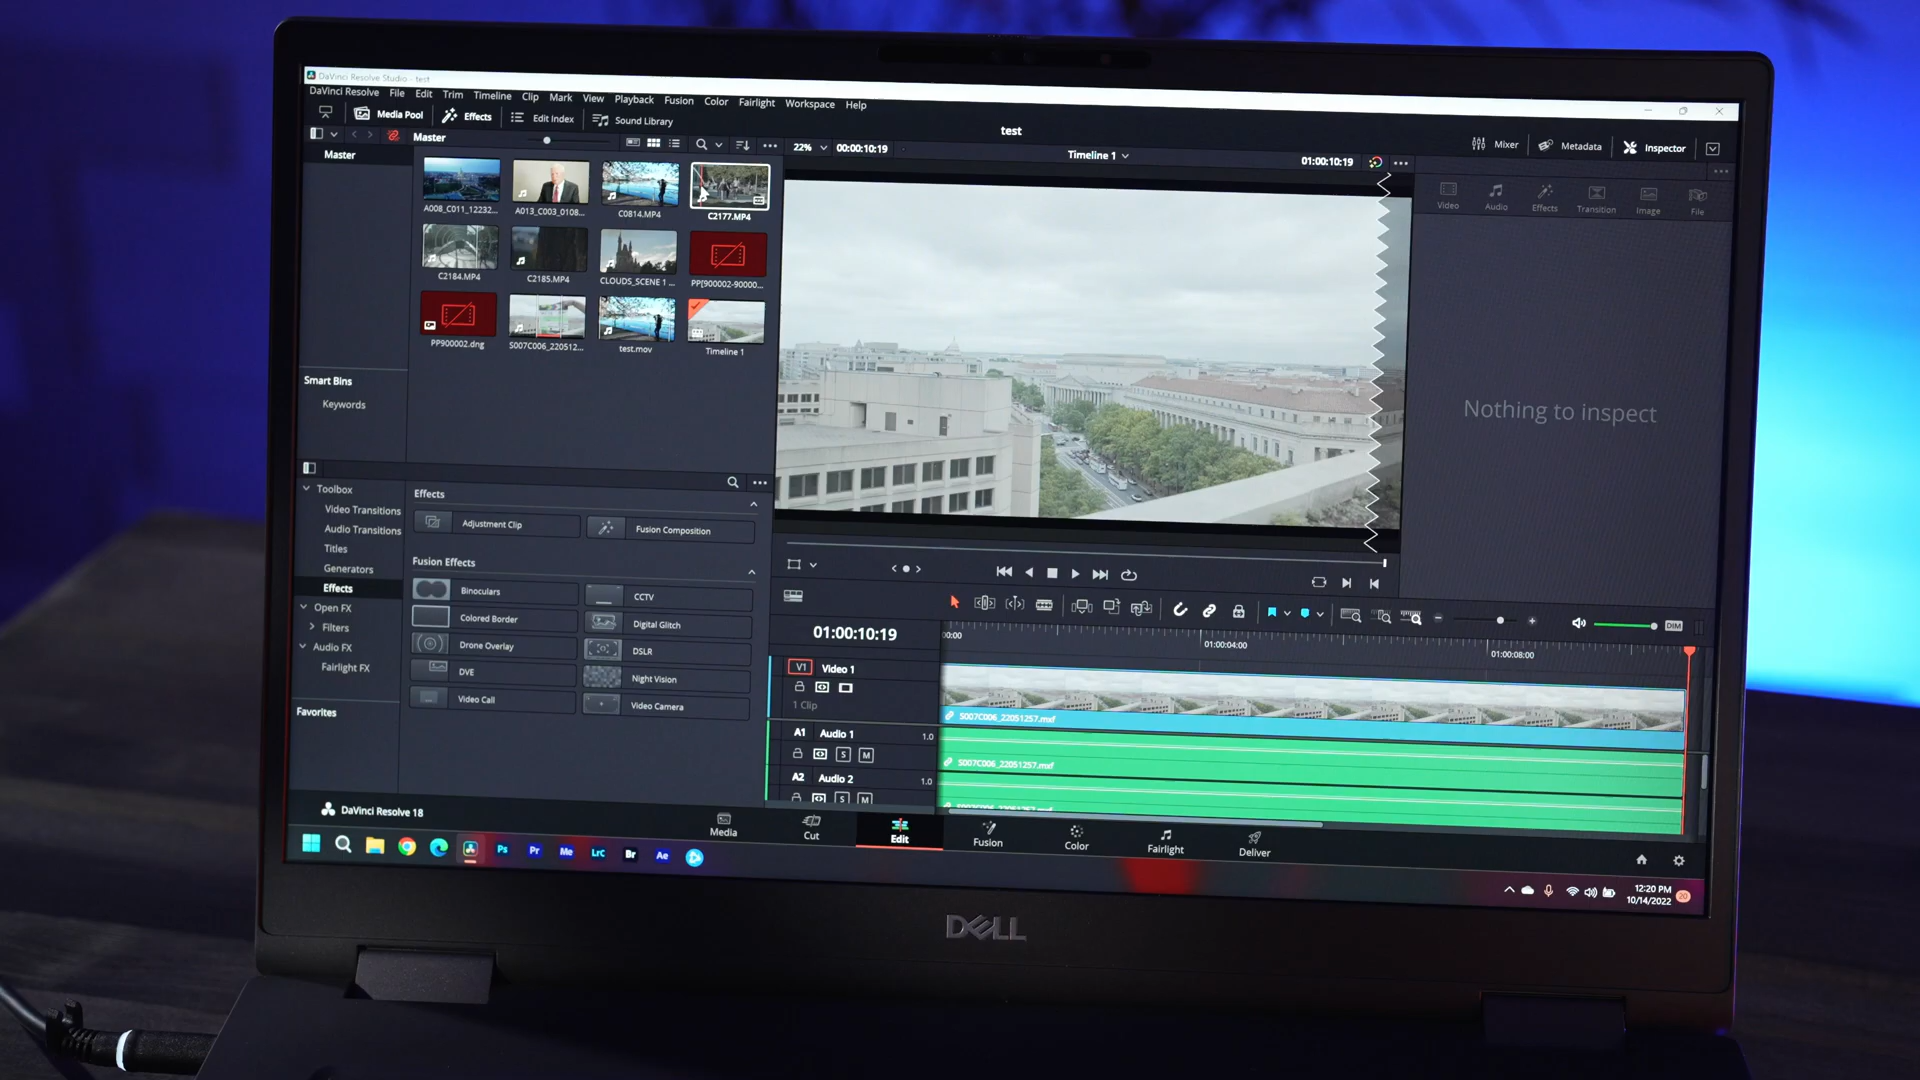 DaVinci Resolve Studio - test
DaVinci Resolve File Edit Trim Timeline Clip Mark View Playback Fusion Color Fairlight Workspace Help
Media Pool Effects Edit Index Sound Library
test
Mixer Metadata Inspector
Master
22% 00:00:10:19
Timeline 1
01:00:10:19
Master
Video Audio Effects Transition Image File
A008_C011_12232...
A013_C003_0108...
C0814.MP4
C2177.MP4
C2184.MP4
C2185.MP4
CLOUDS_SCENE 1 ...
PP[900002-90000...
PP900002.dng
S007C006_220512...
test.mov
Timeline 1
Smart Bins
Keywords
Nothing to inspect
Toolbox
Video Transitions
Audio Transitions
Titles
Generators
Effects
Open FX
Filters
Audio FX
Fairlight FX
Favorites
Effects
Adjustment Clip
Fusion Composition
Fusion Effects
Binoculars
CCTV
Colored Border
Digital Glitch
Drone Overlay
DSLR
DVE
Night Vision
Video Call
Video Camera
DIM
01:00:10:19
00:00
01:00:04:00
01:00:08:00
V1 Video 1
1 Clip
S007C006_22051257.mxf
A1 Audio 1 1.0
S M
S007C006_22051257.mxf
A2 Audio 2 1.0
S M
S007C006_22051257.mxf
DaVinci Resolve 18
Media Cut Edit Fusion Color Fairlight Deliver
Ps Pr Me LrC Br Ae
12:20 PM
10/14/2022
20
DELL